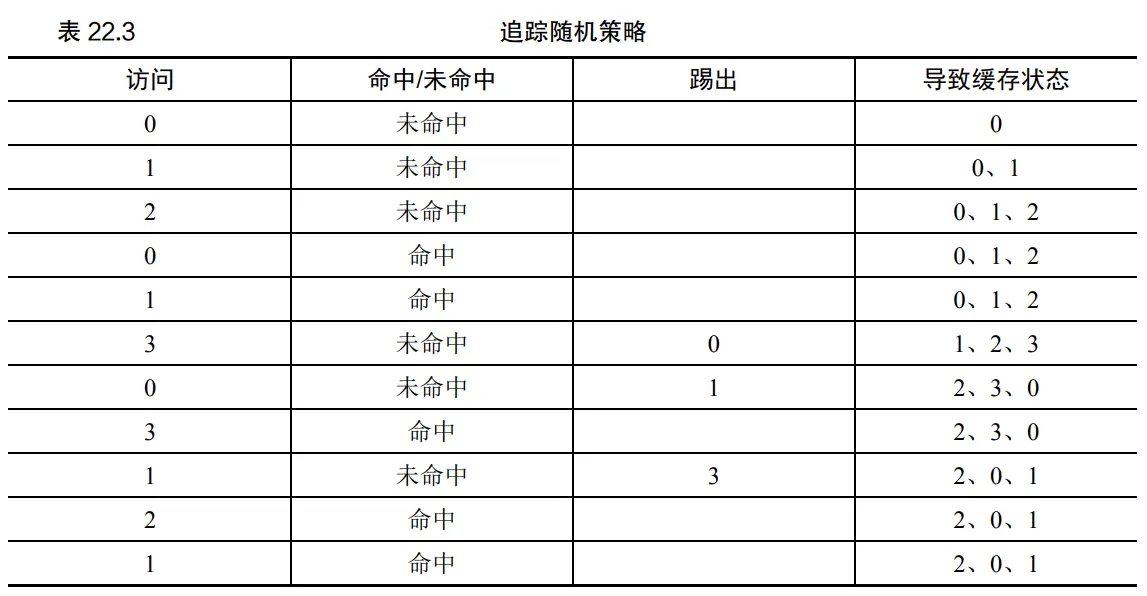 表 22.3 追踪随机策略
访问 命中/未命中 踢出 导致缓存状态
0 未命中 0
1 未命中 0、1
2 未命中 0、1、2
0 命中 0、1、2
1 命中 0、1、2
3 未命中 0 1、2、3
0 未命中 1 2、3、0
3 命中 2、3、0
1 未命中 3 2、0、1
2 命中 2、0、1
1 命中 2、0、1